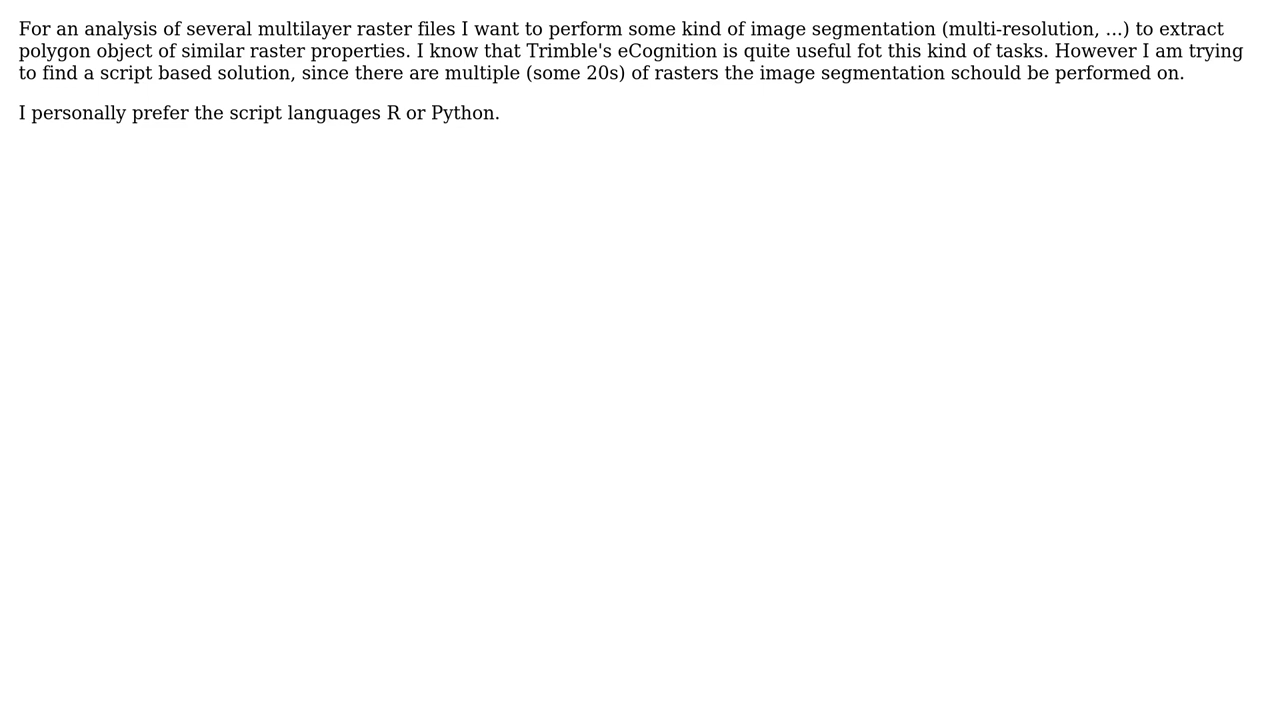 For an analysis of several multilayer raster files I want to perform some kind of image segmentation (multi-resolution, ...) to extract
polygon object of similar raster properties. I know that Trimble's eCognition is quite useful fot this kind of tasks. However I am trying
to find a script based solution, since there are multiple (some 20s) of rasters the image segmentation schould be performed on.
I personally prefer the script languages R or Python.